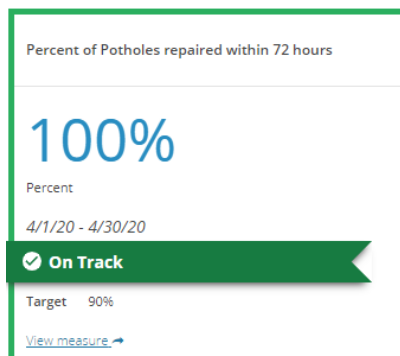 Percent of Potholes repaired within 72 hours
100%
Percent
4/1/20 - 4/30/20
On Track
Target 90%
View measure